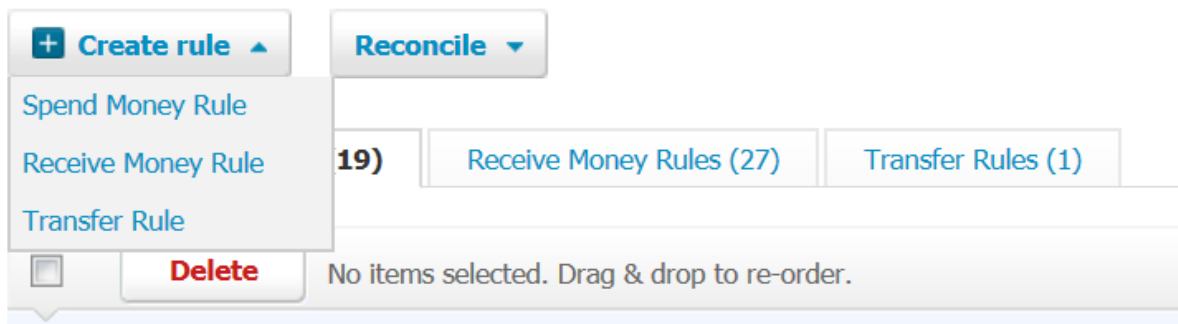 Create rule
Reconcile
Spend Money Rule
Receive Money Rule
Transfer Rule
19)
Receive Money Rules (27)
Transfer Rules (1)
Delete
No items selected. Drag & drop to re-order.